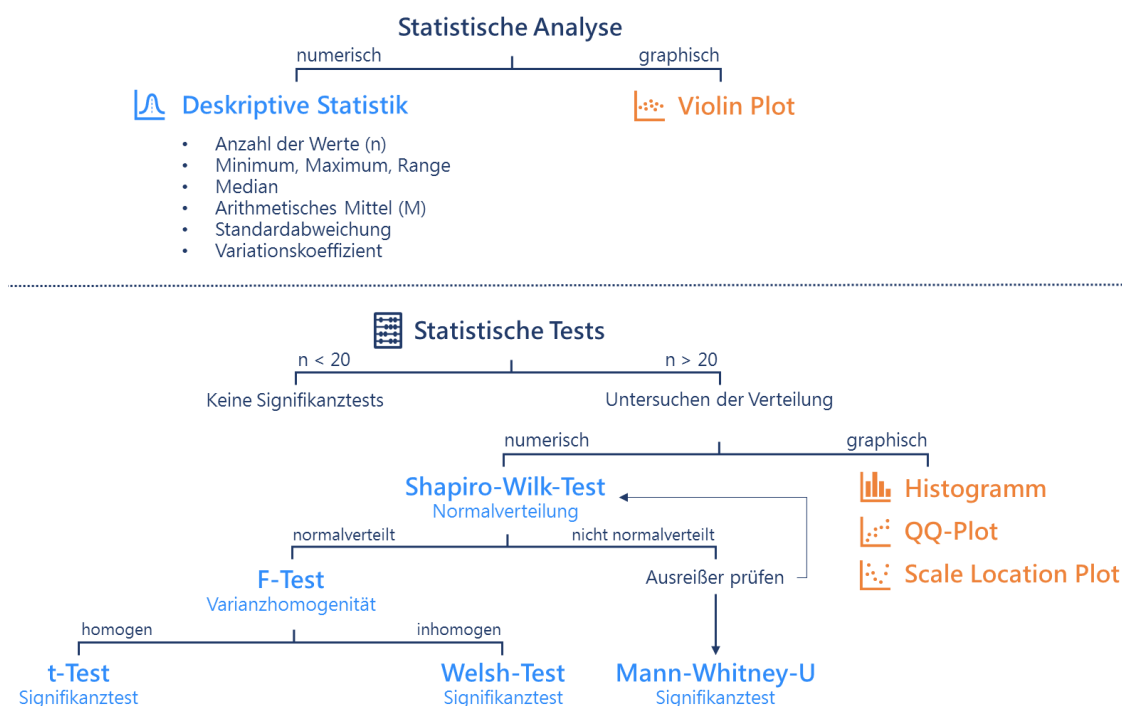 Statistische Analyse
numerisch
graphisch
Deskriptive Statistik
Violin Plot
• Anzahl der Werte (n)
• Minimum, Maximum, Range
• Median
• Arithmetisches Mittel (M)
• Standardabweichung
• Variationskoeffizient
Statistische Tests
n < 20
n > 20
Keine Signifikanztests
Untersuchen der Verteilung
numerisch
graphisch
Shapiro-Wilk-Test
Normalverteilung
Histogramm
QQ-Plot
Scale Location Plot
normalverteilt
nicht normalverteilt
F-Test
Varianzhomogenität
Ausreißer prüfen
homogen
inhomogen
t-Test
Signifikanztest
Welsh-Test
Signifikanztest
Mann-Whitney-U
Signifikanztest